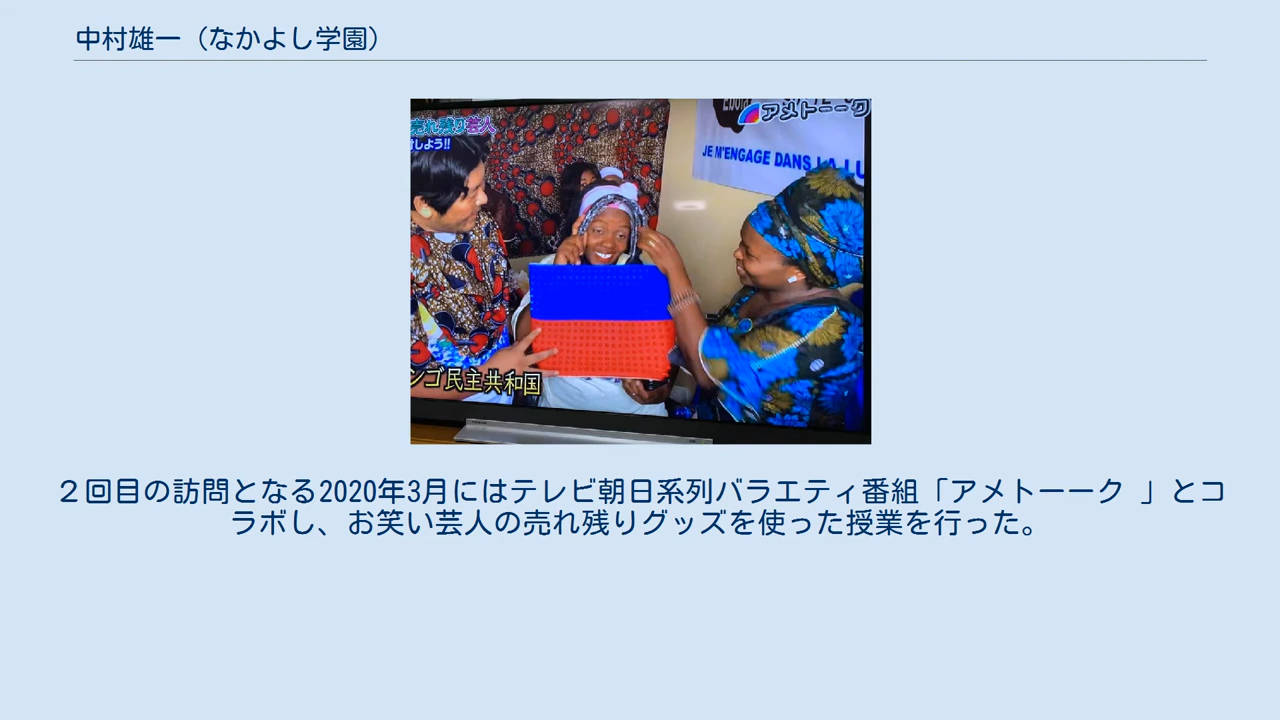 中村雄一（なかよし学園）
売れ残り芸人
しよう!!
アメトーーク
JE M'ENGAGE DANS LA LU
ンゴ民主共和国
２回目の訪問となる2020年3月にはテレビ朝日系列バラエティ番組「アメトーーク 」とコ
ラボし、お笑い芸人の売れ残りグッズを使った授業を行った。